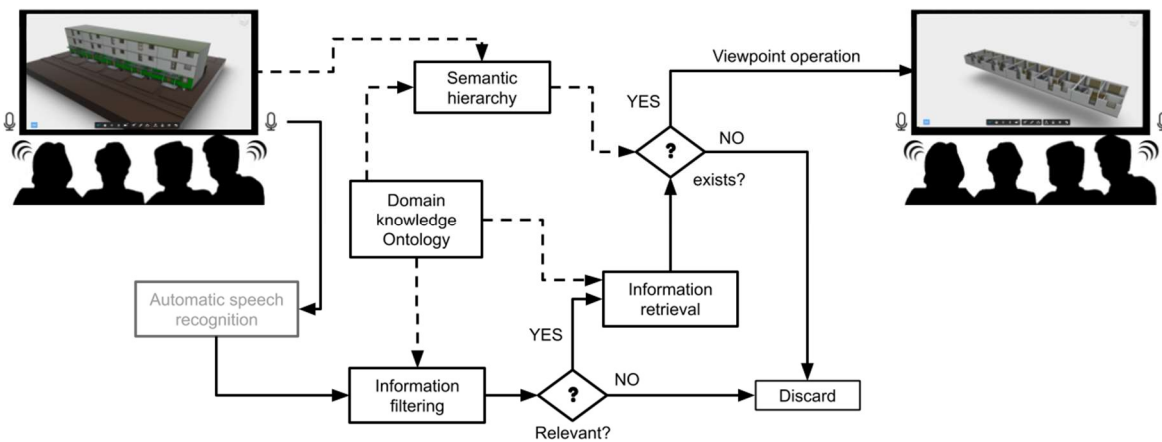 Viewpoint operation
Semantic
hierarchy
YES
?
NO
exists?
Domain
knowledge
Ontology
Information
retrieval
Automatic speech
recognition
YES
Information
filtering
?
NO
Relevant?
Discard